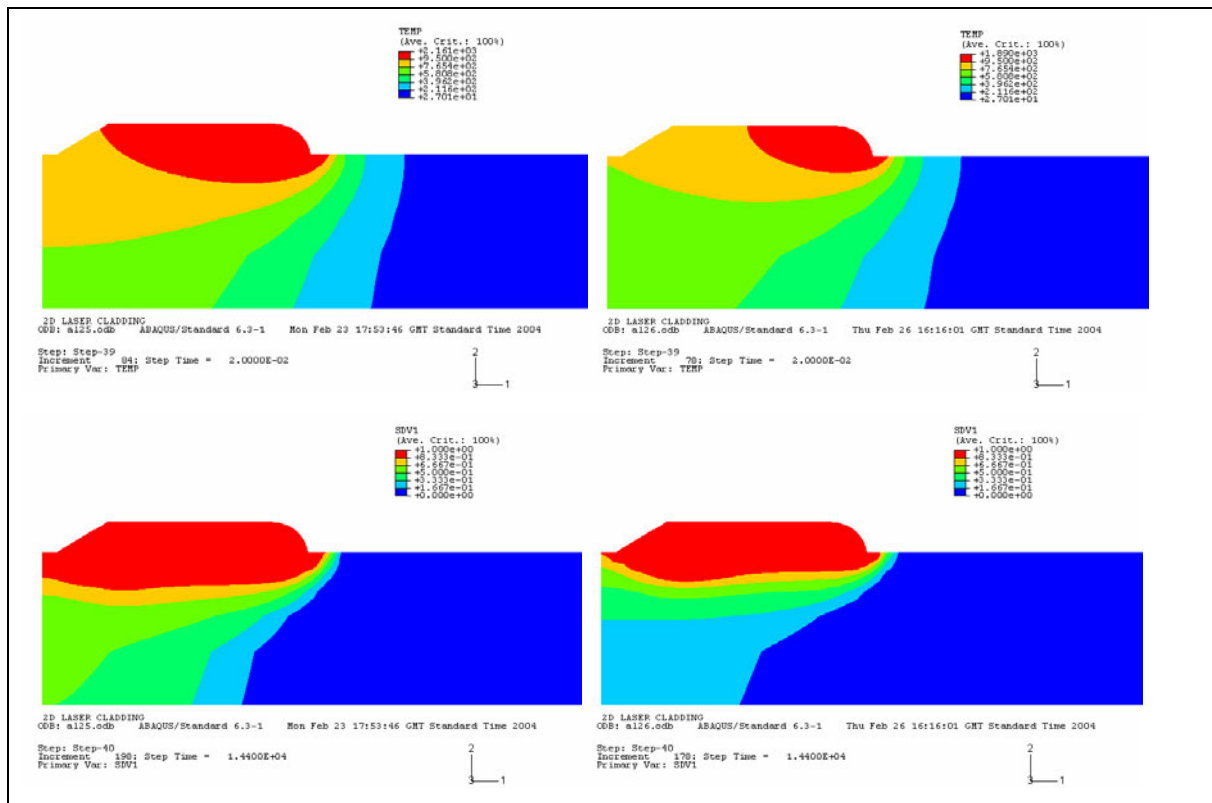 TEMP
(Ave. Crit.: 100%)
+2.161e+03
+9.500e+02
+7.654e+02
+5.808e+02
+3.962e+02
+2.116e+02
+2.701e+01
2D LASER CLADDING
ODB: a125.odb ABAQUS/Standard 6.3-1 Mon Feb 23 17:53:46 GMT Standard Time 2004
Step: Step-39
Increment 84: Step Time = 2.0000E-02
Primary Var: TEMP
2
3 1
TEMP
(Ave. Crit.: 100%)
+1.890e+03
+9.500e+02
+7.654e+02
+5.808e+02
+3.962e+02
+2.116e+02
+2.701e+01
2D LASER CLADDING
ODB: a126.odb ABAQUS/Standard 6.3-1 Thu Feb 26 16:16:01 GMT Standard Time 2004
Step: Step-39
Increment 78: Step Time = 2.0000E-02
Primary Var: TEMP
2
3 1
SDV1
(Ave. Crit.: 100%)
+1.000e+00
+8.333e-01
+6.667e-01
+5.000e-01
+3.333e-01
+1.667e-01
+0.000e+00
2D LASER CLADDING
ODB: a125.odb ABAQUS/Standard 6.3-1 Mon Feb 23 17:53:46 GMT Standard Time 2004
Step: Step-40
Increment 198: Step Time = 1.4400E+04
Primary Var: SDV1
2
3 1
SDV1
(Ave. Crit.: 100%)
+1.000e+00
+8.333e-01
+6.667e-01
+5.000e-01
+3.333e-01
+1.667e-01
+0.000e+00
2D LASER CLADDING
ODB: a126.odb ABAQUS/Standard 6.3-1 Thu Feb 26 16:16:01 GMT Standard Time 2004
Step: Step-40
Increment 178: Step Time = 1.4400E+04
Primary Var: SDV1
2
3 1